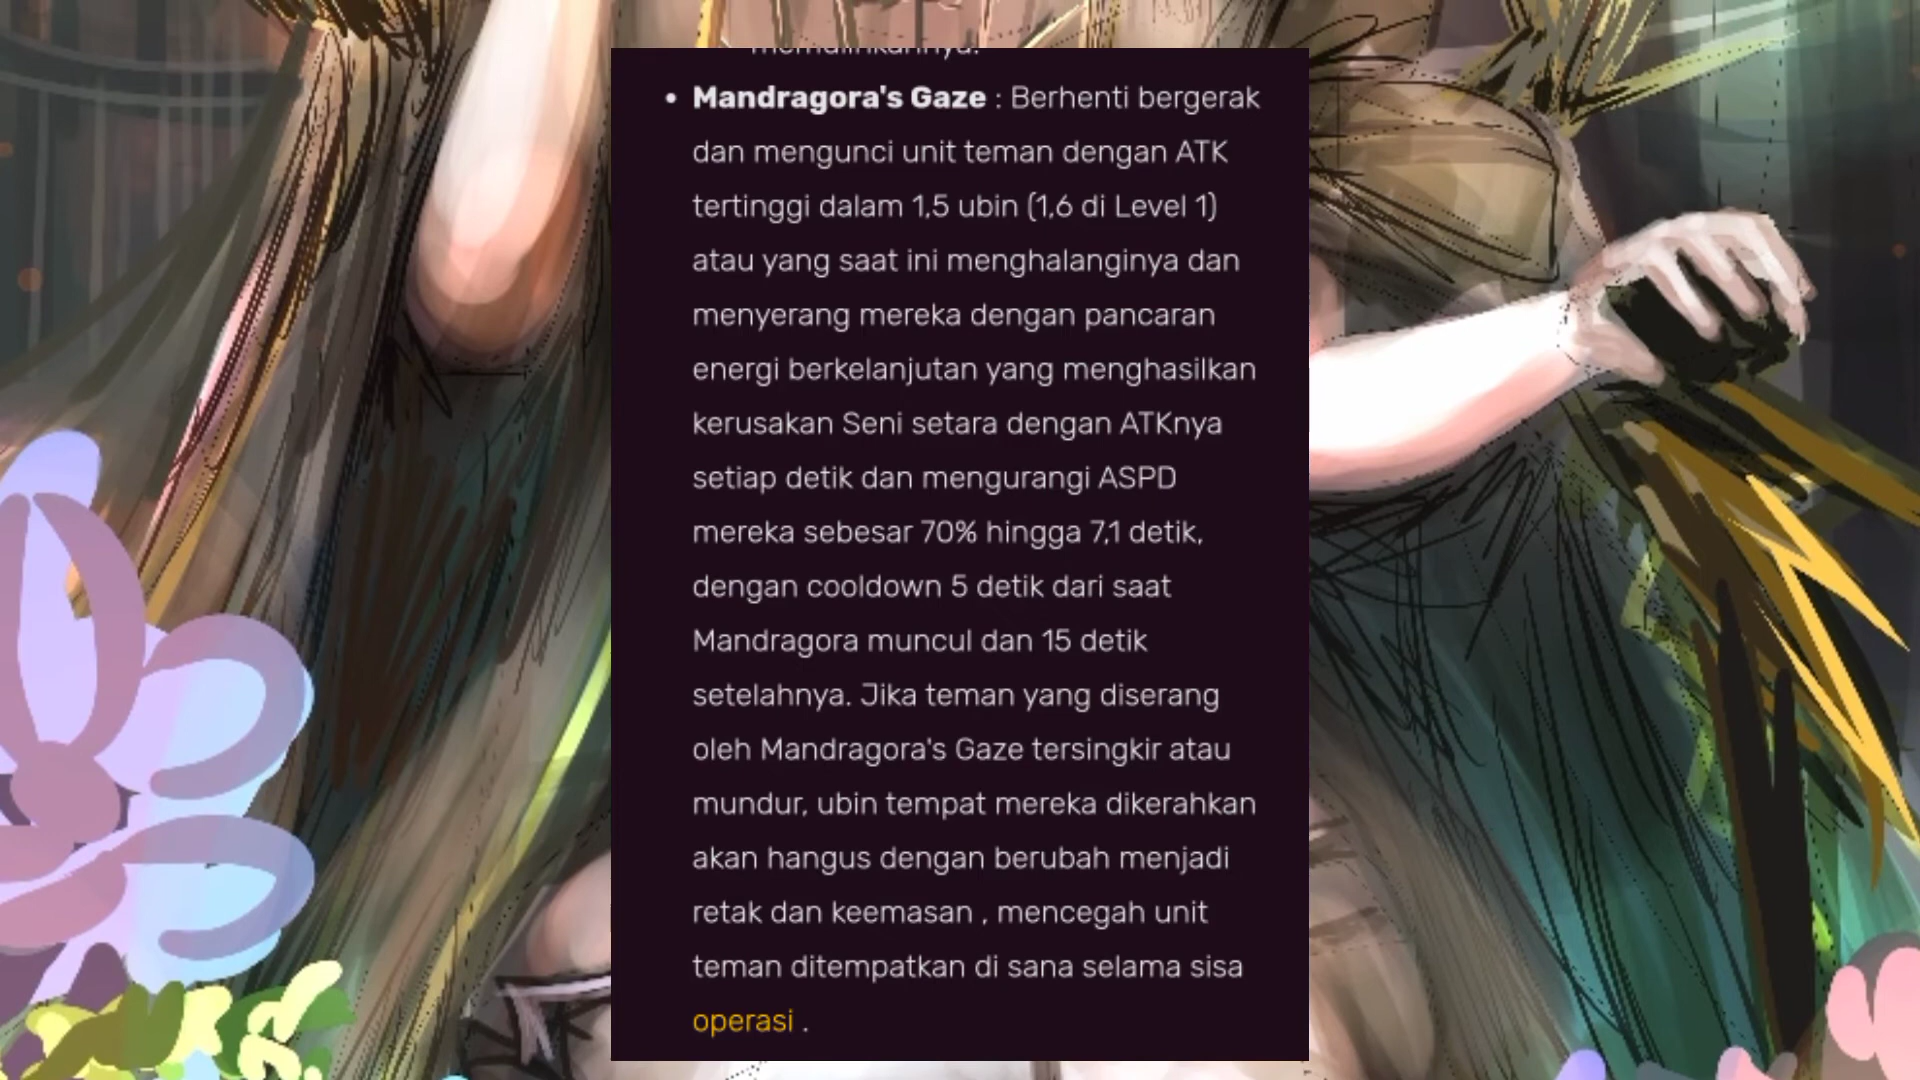 • Mandragora's Gaze : Berhenti bergerak
dan mengunci unit teman dengan ATK
tertinggi dalam 1,5 ubin (1,6 di Level 1)
atau yang saat ini menghalanginya dan
menyerang mereka dengan pancaran
energi berkelanjutan yang menghasilkan
kerusakan Seni setara dengan ATKnya
setiap detik dan mengurangi ASPD
mereka sebesar 70% hingga 7,1 detik,
dengan cooldown 5 detik dari saat
Mandragora muncul dan 15 detik
setelahnya. Jika teman yang diserang
oleh Mandragora's Gaze tersingkir atau
mundur, ubin tempat mereka dikerahkan
akan hangus dengan berubah menjadi
retak dan keemasan , mencegah unit
teman ditempatkan di sana selama sisa
operasi .